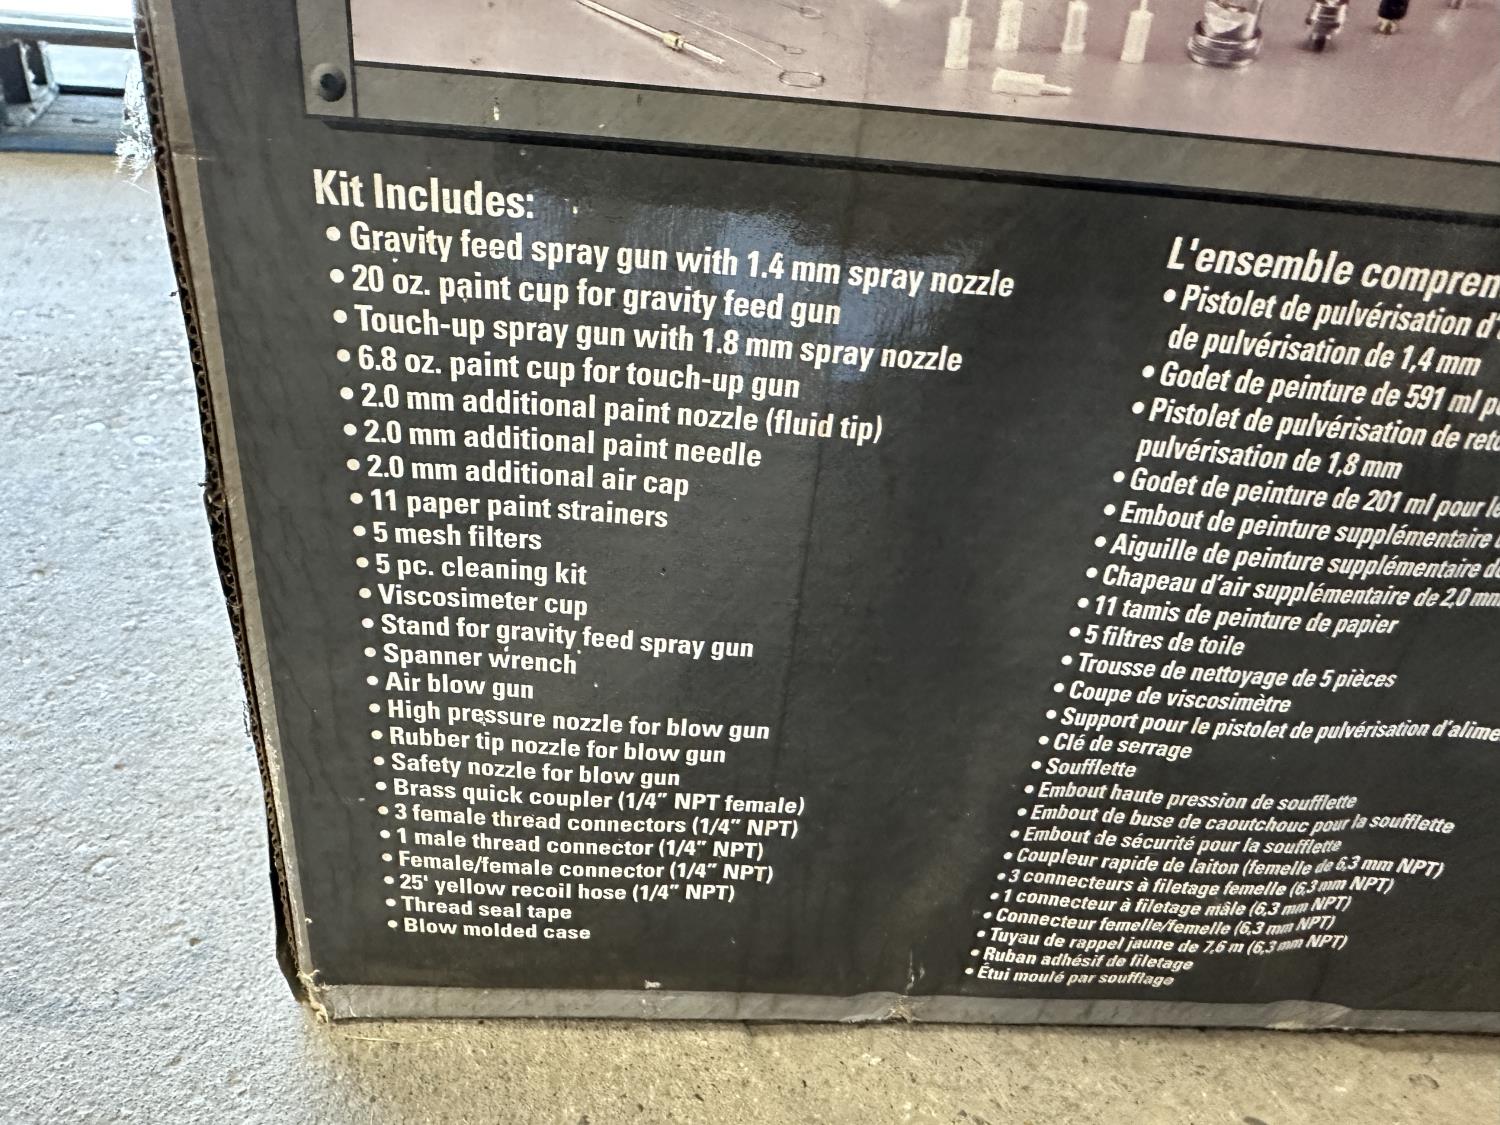 Kit Includes:
• Gravity feed spray gun with 1.4 mm spray nozzle
• 20 oz. paint cup for gravity feed gun
• Touch-up spray gun with 1.8 mm spray nozzle
• 6.8 oz. paint cup for touch-up gun
• 2.0 mm additional paint nozzle (fluid tip)
• 2.0 mm additional paint needle
• 2.0 mm additional air cap
• 11 paper paint strainers
• 5 mesh filters
• 5 pc. cleaning kit
• Viscosimeter cup
• Stand for gravity feed spray gun
• Spanner wrench
• Air blow gun
• High pressure nozzle for blow gun
• Rubber tip nozzle for blow gun
• Safety nozzle for blow gun
• Brass quick coupler (1/4" NPT female)
• 3 female thread connectors (1/4" NPT)
• 1 male thread connector (1/4" NPT)
• Female/female connector (1/4" NPT)
• 25' yellow recoil hose (1/4" NPT)
• Thread seal tape
• Blow molded case
L'ensemble compren
• Pistolet de pulvérisation d'
de pulvérisation de 1,4 mm
• Godet de peinture de 591 ml
• Pistolet de pulvérisation de
pulvérisation de 1,8 mm
• Godet de peinture de 201 ml pour
• Embout de peinture supplémentaire
• Aiguille de peinture supplémentaire
• Chapeau d'air supplémentaire de 2,0 mm
• 11 tamis de peinture de papier
• 5 filtres de toile
• Trousse de nettoyage de 5 pièces
• Coupe de viscosimètre
• Support pour le pistolet de pulvérisation d'alime
• Clé de serrage
• Soufflette
• Embout haute pression de soufflette
• Embout de buse de caoutchouc pour la soufflette
• Embout de sécurité pour la soufflette
• Coupleur rapide de laiton (femelle de 6,3 mm NPT)
• 3 connecteurs à filetage femelle (6,3 mm NPT)
• 1 connecteur à filetage mâle (6,3 mm NPT)
• Connecteur femelle/femelle (6,3 mm NPT)
• Tuyau de rappel jaune de 7,6 m (6,3 mm NPT)
• Ruban adhésif de filetage
• Étui moulé par soufflage